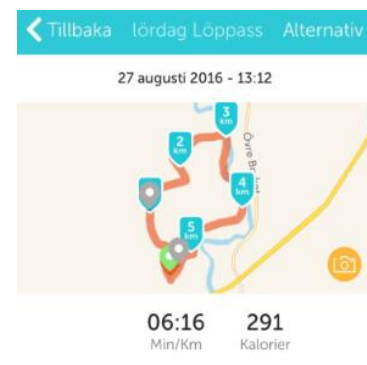 Tillbaka lördag Löppass Alternativ
27 augusti 2016 - 13:12
3
km
2
km
4
km
5
km
06:16 291
Min/Km Kalorier